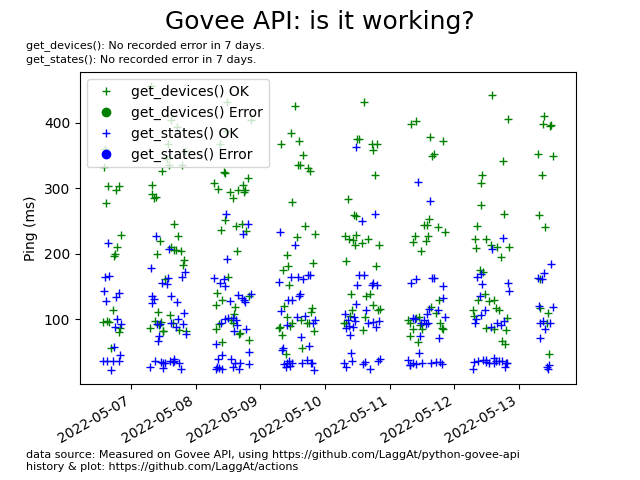 Govee API: is it working?
get_devices(): No recorded error in 7 days.
get_states(): No recorded error in 7 days.
get_devices() OK
get_devices() Error
get_states() OK
get_states() Error
400
300
200
100
Ping (ms)
2022-05-07
2022-05-08
2022-05-09
2022-05-10
2022-05-11
2022-05-12
2022-05-13
data source: Measured on Govee API, using https://github.com/LaggAt/python-govee-api
history & plot: https://github.com/LaggAt/actions